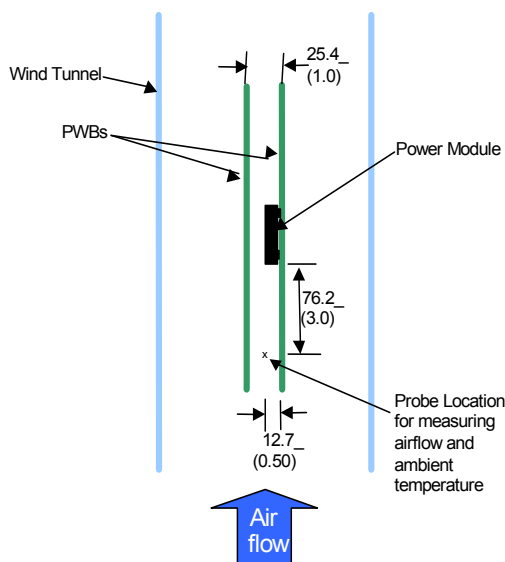 25.4_
(1.0)
Wind Tunnel
PWBs
Power Module
76.2_
(3.0)
x
Probe Location
for measuring
airflow and
ambient
temperature
12.7_
(0.50)
Air
flow